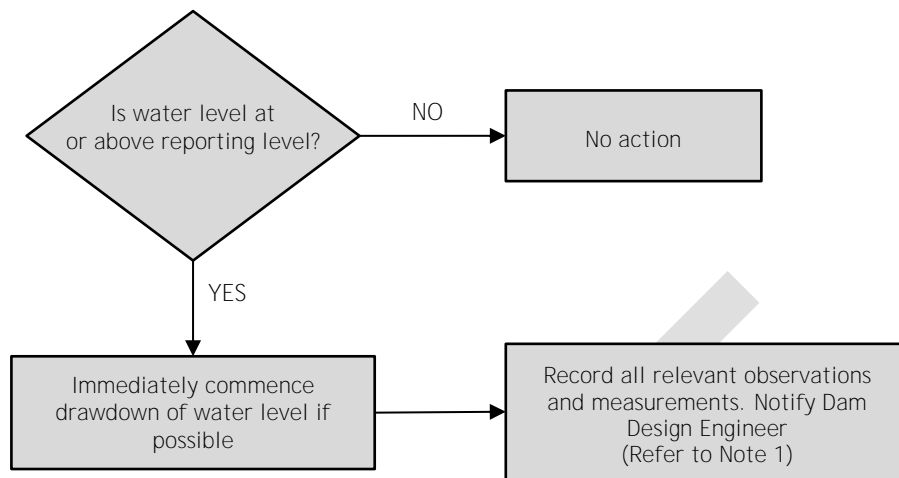 Is water level at
or above reporting level?
NO
No action
YES
Immediately commence
drawdown of water level if
possible
Record all relevant observations
and measurements. Notify Dam
Design Engineer
(Refer to Note 1)